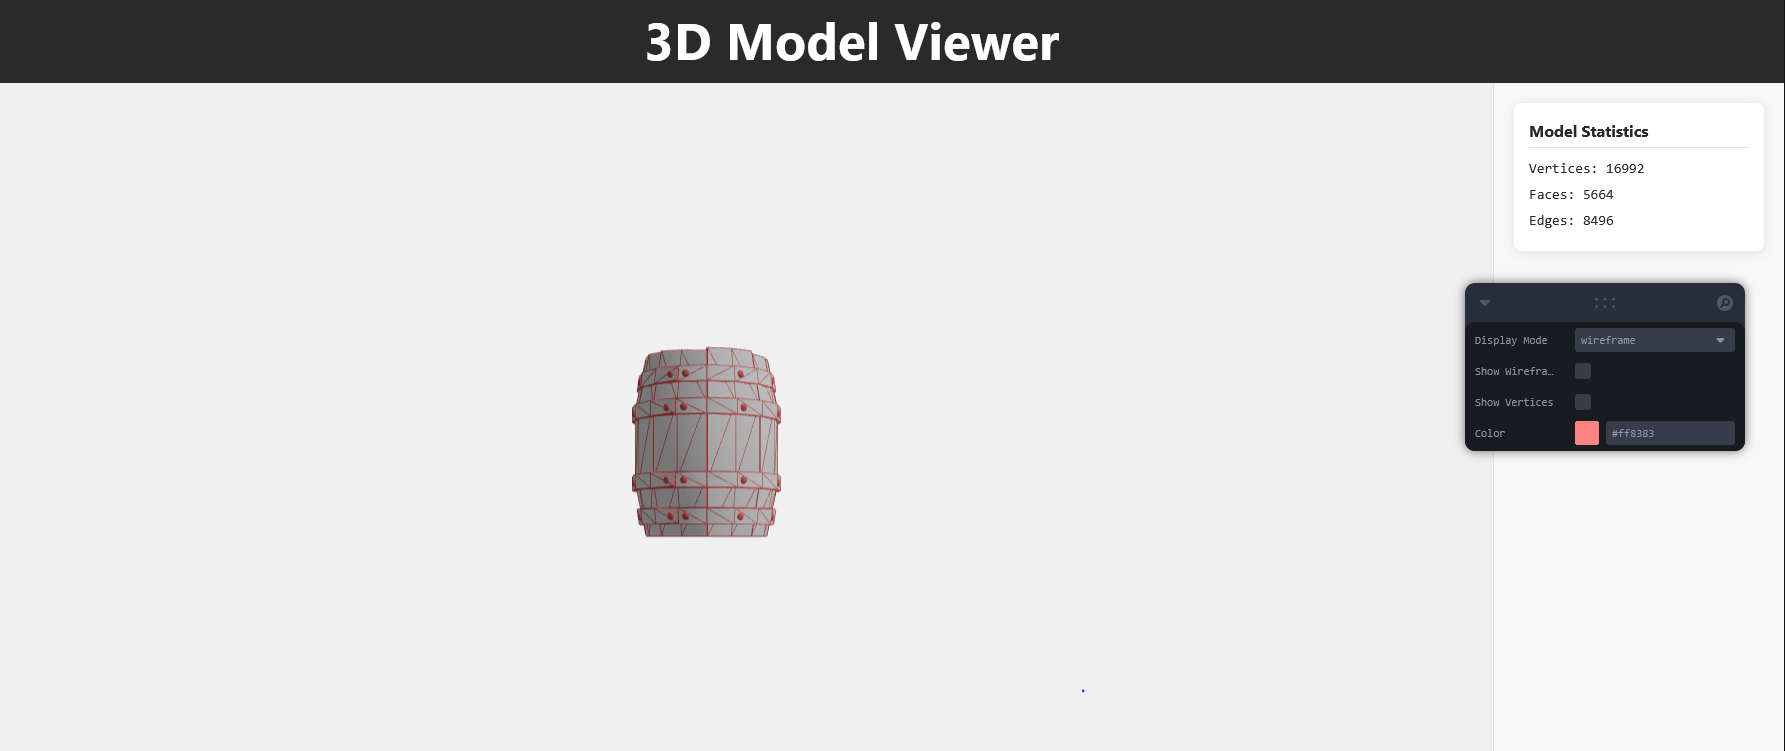 3D Model Viewer
Model Statistics
Vertices: 16992
Faces: 5664
Edges: 8496
Display Mode wireframe
Show Wirefra…
Show Vertices
Color #ff8383